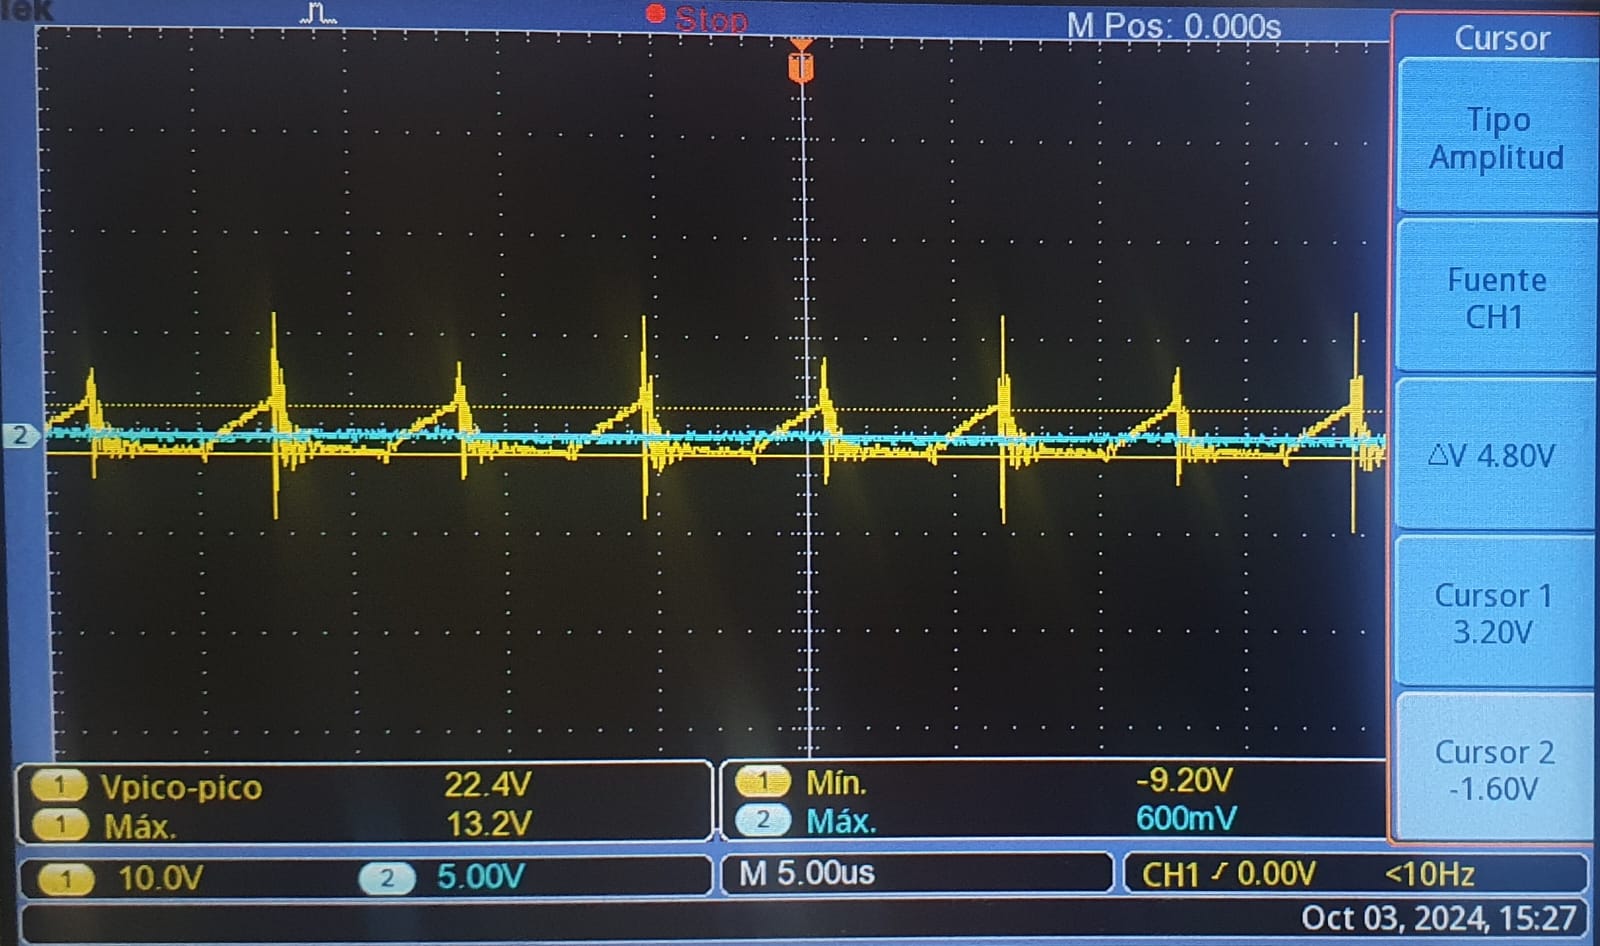 Tek
Stop
M Pos: 0.000s
Cursor
Tipo
Amplitud
Fuente
CH1
△V 4.80V
Cursor 1
3.20V
Cursor 2
-1.60V
2
1 Vpico-pico 22.4V
1 Máx. 13.2V
1 Mín. -9.20V
2 Máx. 600mV
1 10.0V 2 5.00V
M 5.00us
CH1 0.00V <10Hz
Oct 03, 2024, 15:27